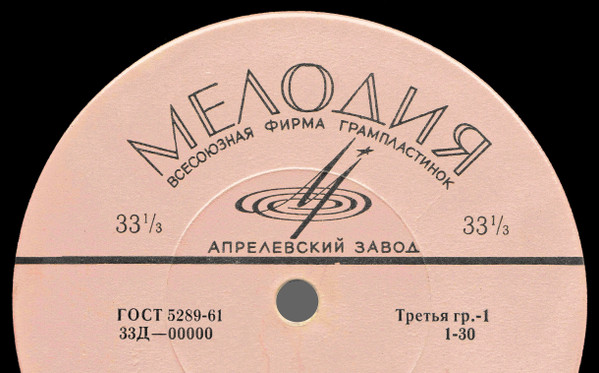 МЕЛОДИЯ
ВСЕСОЮЗНАЯ ФИРМА ГРАМПЛАСТИНОК
33⅓ 33⅓
АПРЕЛЕВСКИЙ ЗАВОД
ГОСТ 5289-61 Третья гр.-1
33Д—00000 1-30